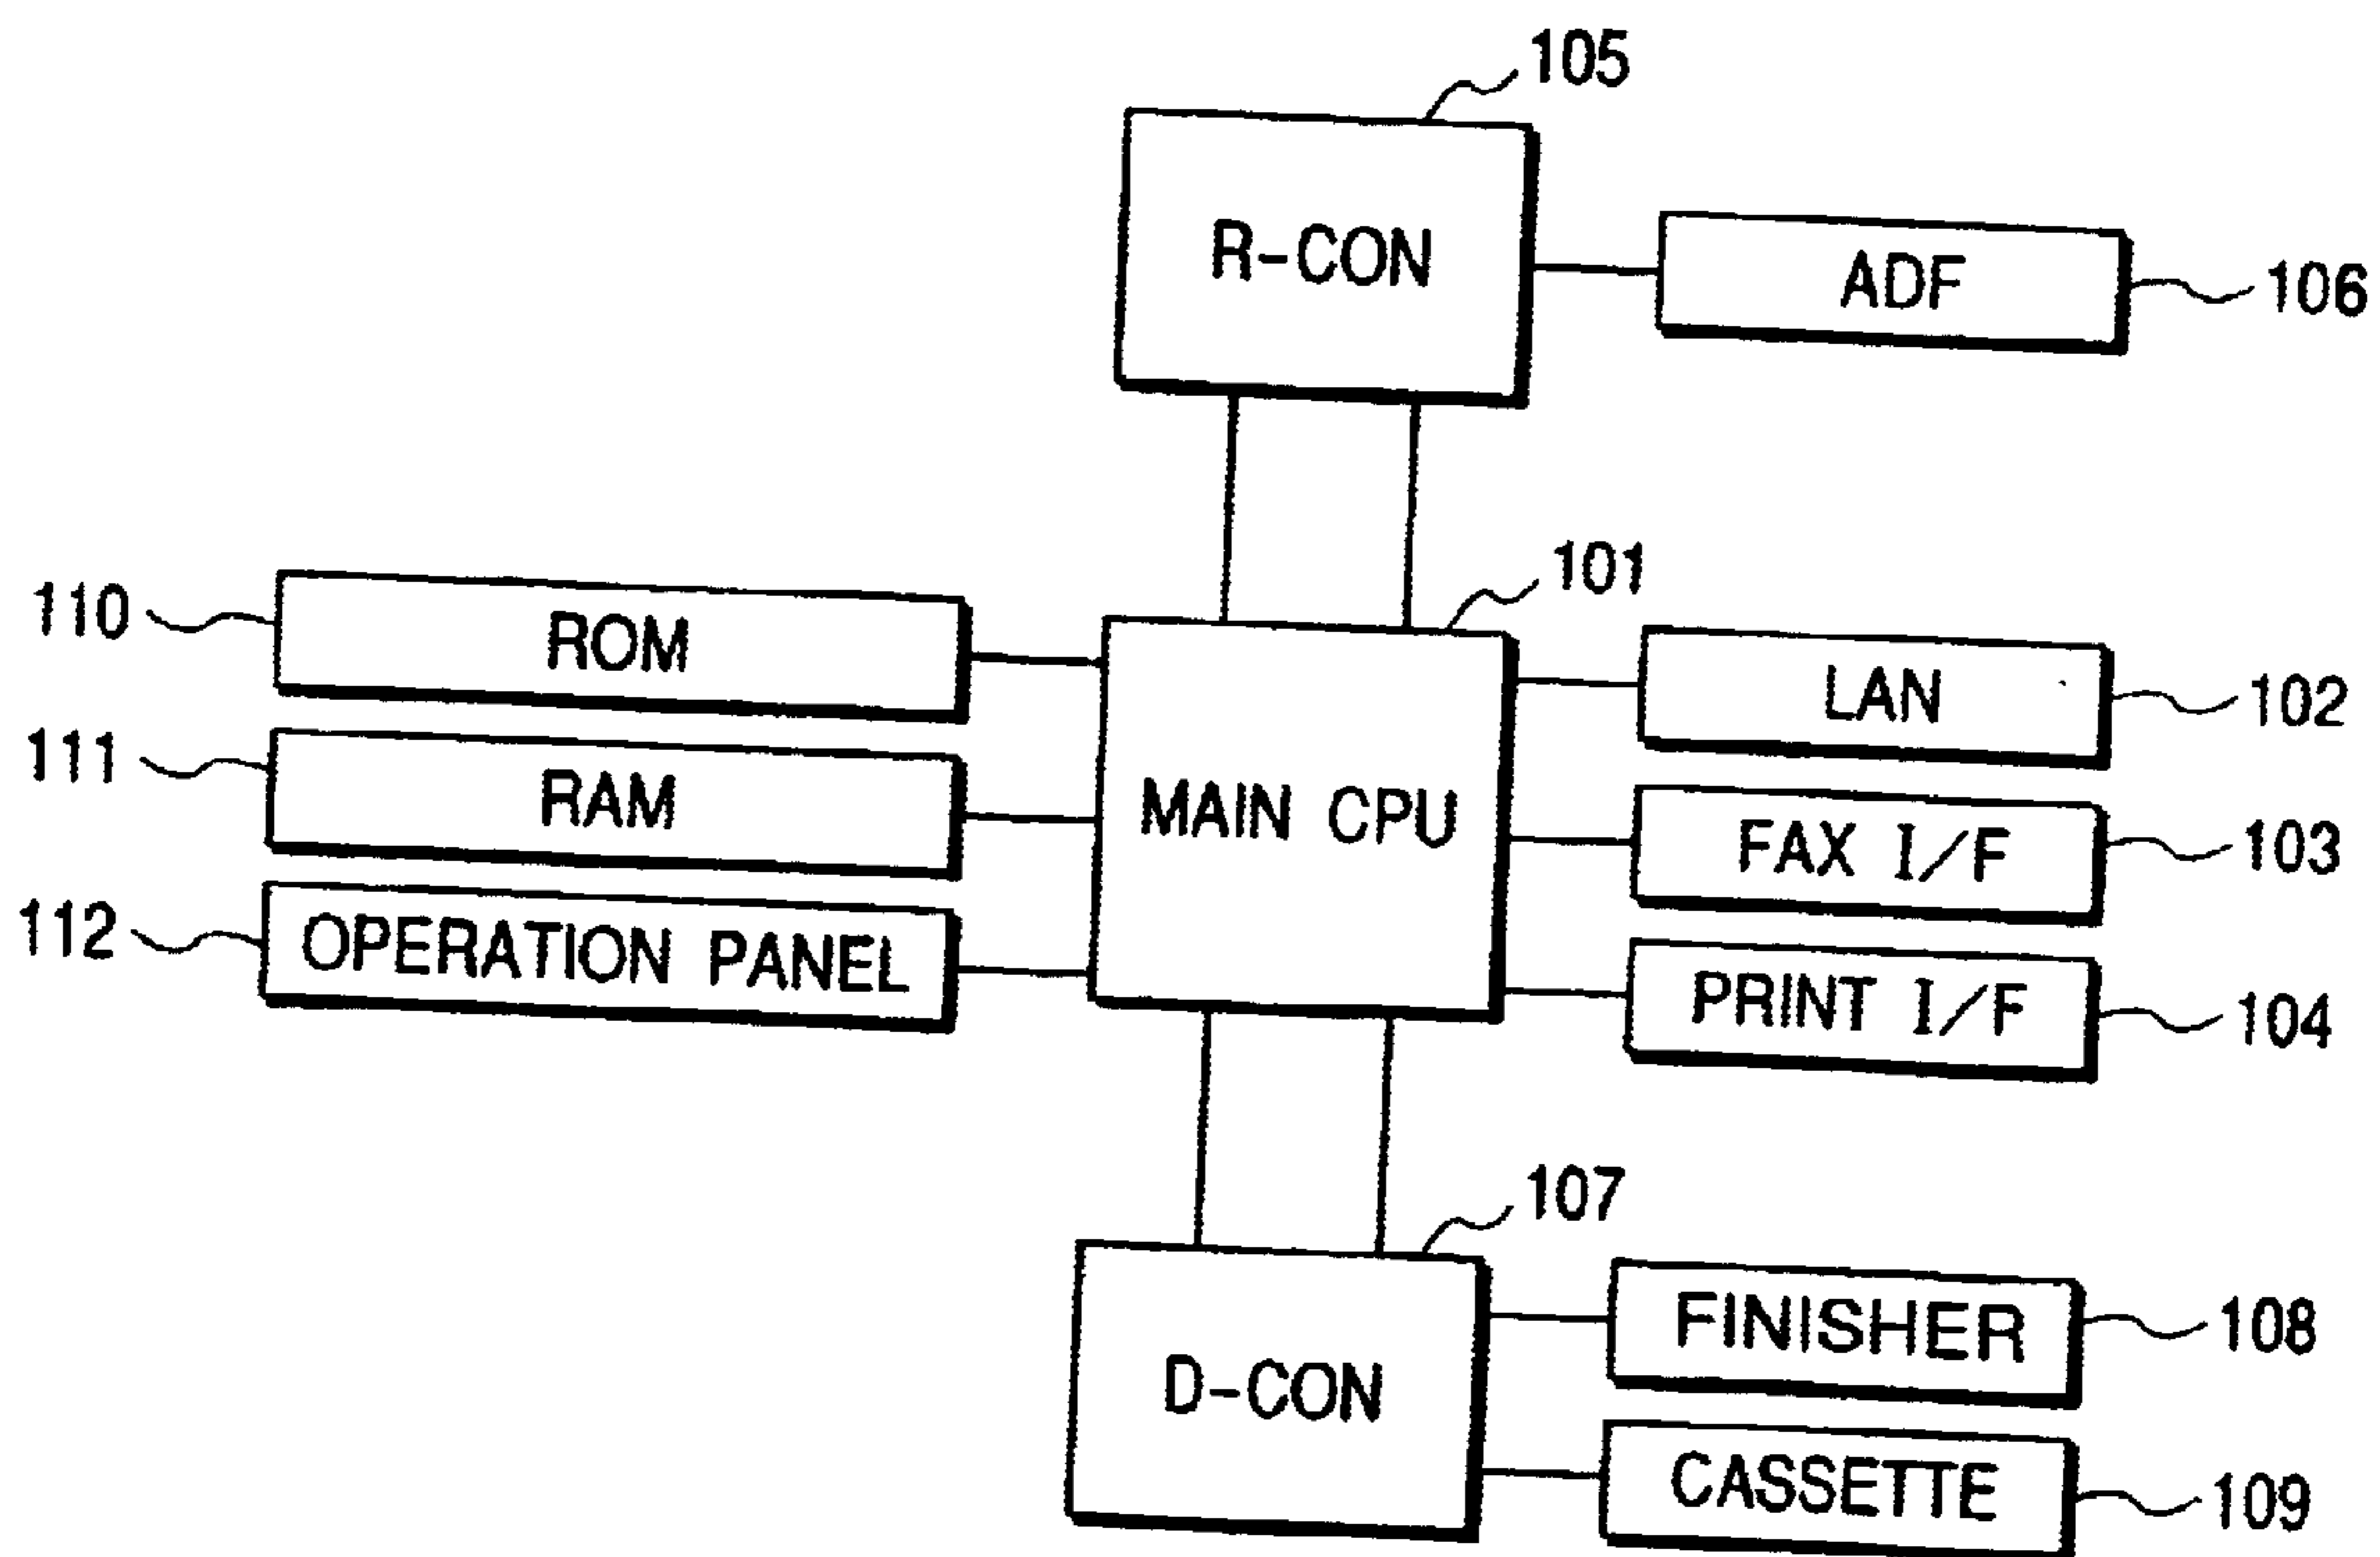 105
R-CON
ADF
106
101
110
ROM
LAN
102
111
RAM
MAIN CPU
FAX I/F
103
112
OPERATION PANEL
PRINT I/F
104
107
FINISHER
108
D-CON
CASSETTE
109